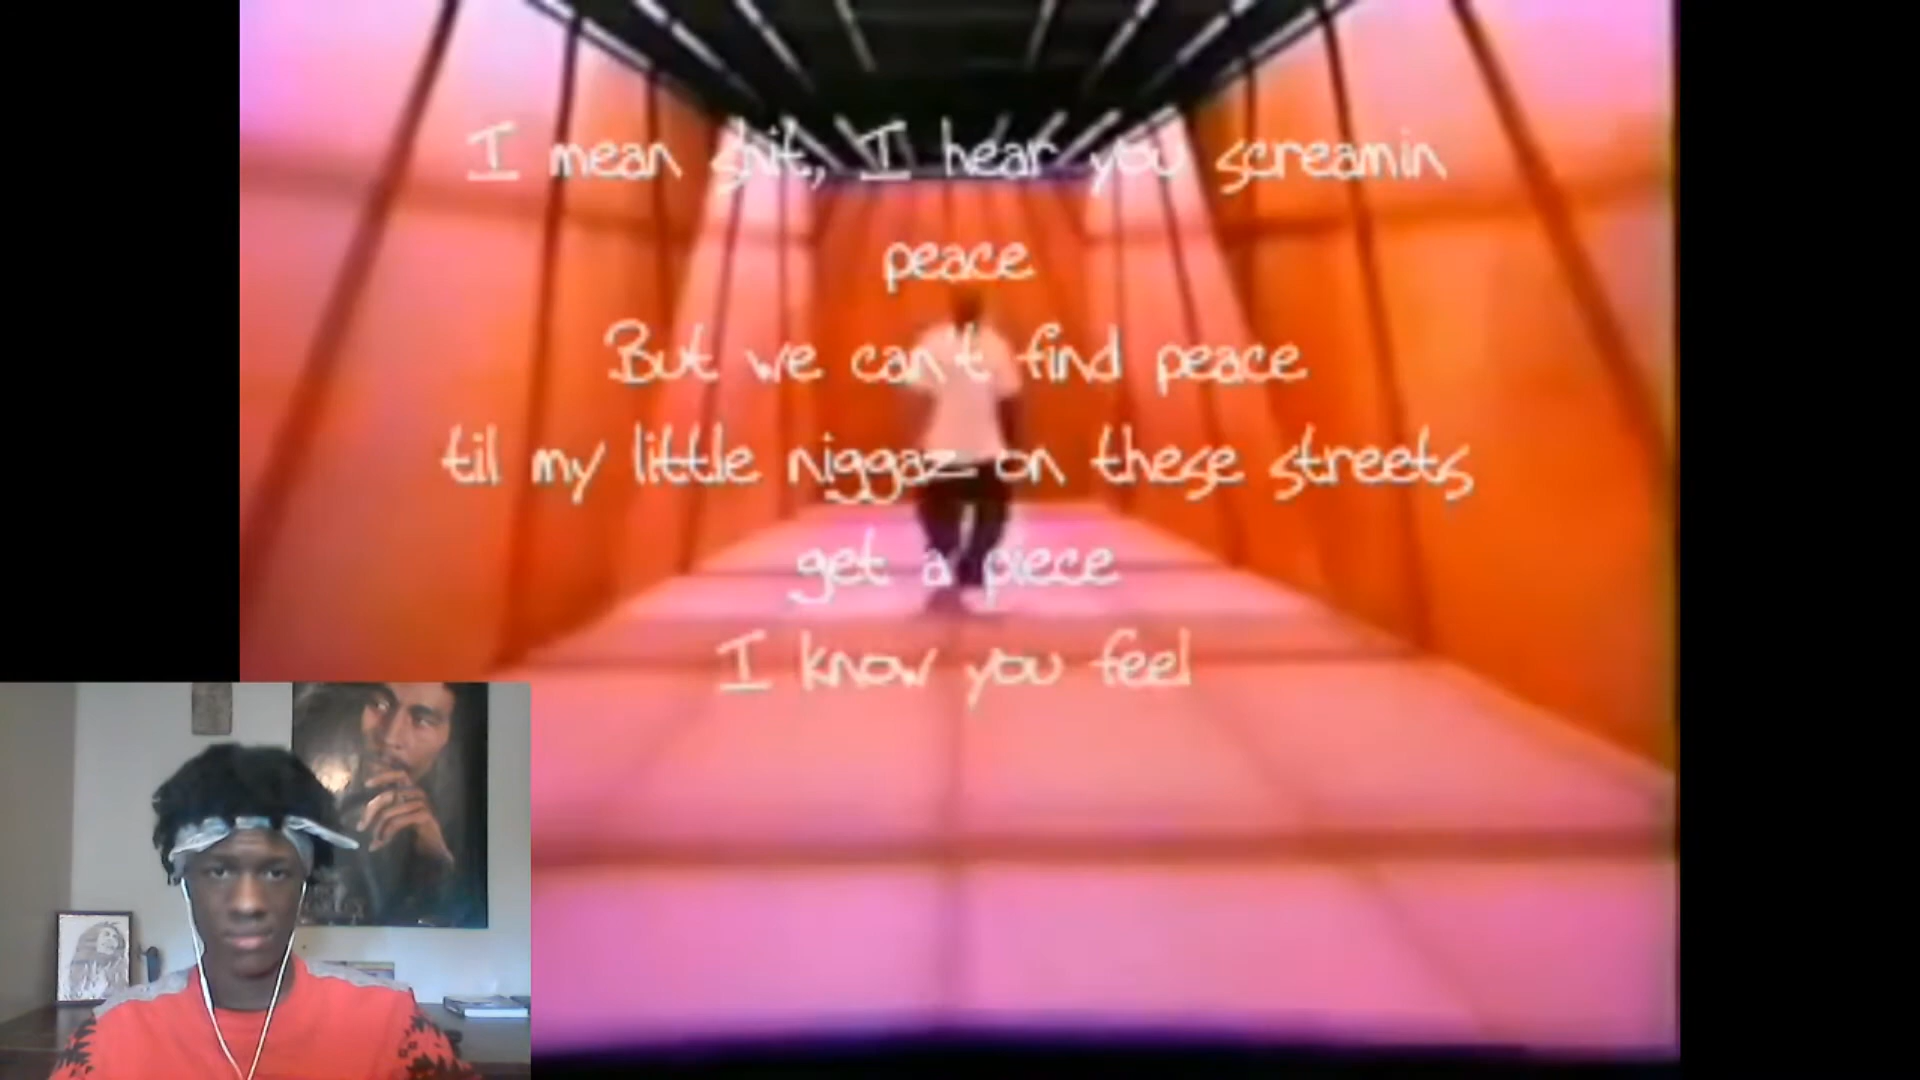 I mean shit, I hear you screamin
peace
But we can't find peace
til my little niggaz on these streets
get a piece
I know you feel